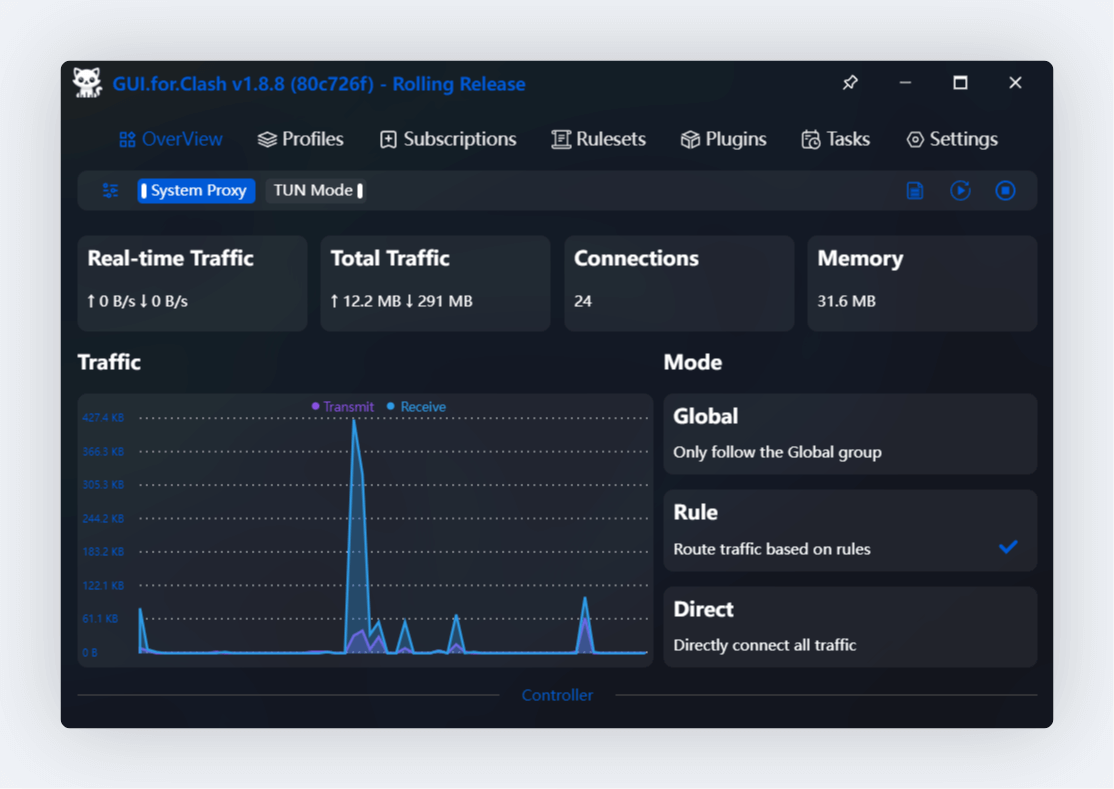 GUI.for.Clash v1.8.8 (80c726f) - Rolling Release
OverView Profiles Subscriptions Rulesets Plugins Tasks Settings
System Proxy TUN Mode
Real-time Traffic
↑ 0 B/s ↓ 0 B/s
Total Traffic
↑ 12.2 MB ↓ 291 MB
Connections
24
Memory
31.6 MB
Traffic
Transmit Receive
427.4 KB
366.3 KB
305.3 KB
244.2 KB
183.2 KB
122.1 KB
61.1 KB
0 B
Mode
Global
Only follow the Global group
Rule
Route traffic based on rules
Direct
Directly connect all traffic
Controller